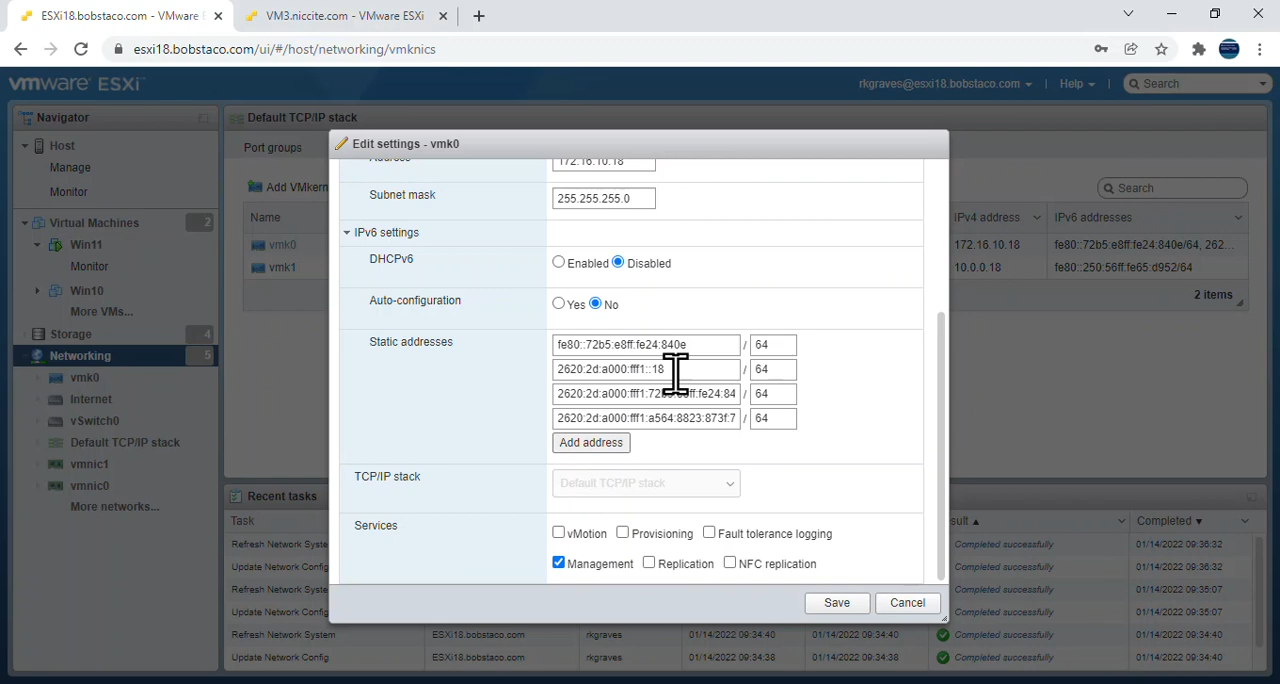 ESXi18.bobstaco.com - VMware E
VM3.niccite.com - VMware ESXi
esxi18.bobstaco.com/ui/#/host/networking/vmknics
vmware ESXi
rkgraves@esxi18.bobstaco.com
Help
Search
Navigator
Host
Manage
Monitor
Virtual Machines 2
Win11
Monitor
Win10
More VMs...
Storage 4
Networking 5
vmk0
Internet
vSwitch0
Default TCP/IP stack
vmnic1
vmnic0
More networks...
Default TCP/IP stack
Port groups
Add VMkern
Search
Name
IPv4 address
IPv6 addresses
vmk0
172.16.10.18
fe80::72b5:e8ff:fe24:840e/64, 262...
vmk1
10.0.0.18
fe80::250:56ff:fe65:d952/64
2 items
Edit settings - vmk0
Address
172.16.10.18
Subnet mask
255.255.255.0
IPv6 settings
DHCPv6
Enabled Disabled
Auto-configuration
Yes No
Static addresses
fe80::72b5:e8ff:fe24:840e / 64
2620:2d:a000:fff1::18 / 64
/ 64
2620:2d:a000:fff1:a564:8823:873f:7 / 64
Add address
TCP/IP stack
Default TCP/IP stack
Services
vMotion Provisioning Fault tolerance logging
Management Replication NFC replication
Save Cancel
Recent tasks
Task
sult
Completed
Refresh Network Syste
Completed successfully
01/14/2022 09:36:32
Update Network Config
Completed successfully
01/14/2022 09:36:32
Refresh Network Syste
Completed successfully
01/14/2022 09:35:07
Update Network Config
Completed successfully
01/14/2022 09:35:07
Refresh Network System ESXi18.bobstaco.com rkgraves 01/14/2022 09:34:40 01/14/2022 09:34:40 Completed successfully 01/14/2022 09:34:40
Update Network Config ESXi18.bobstaco.com rkgraves 01/14/2022 09:34:38 01/14/2022 09:34:38 Completed successfully 01/14/2022 09:34:38